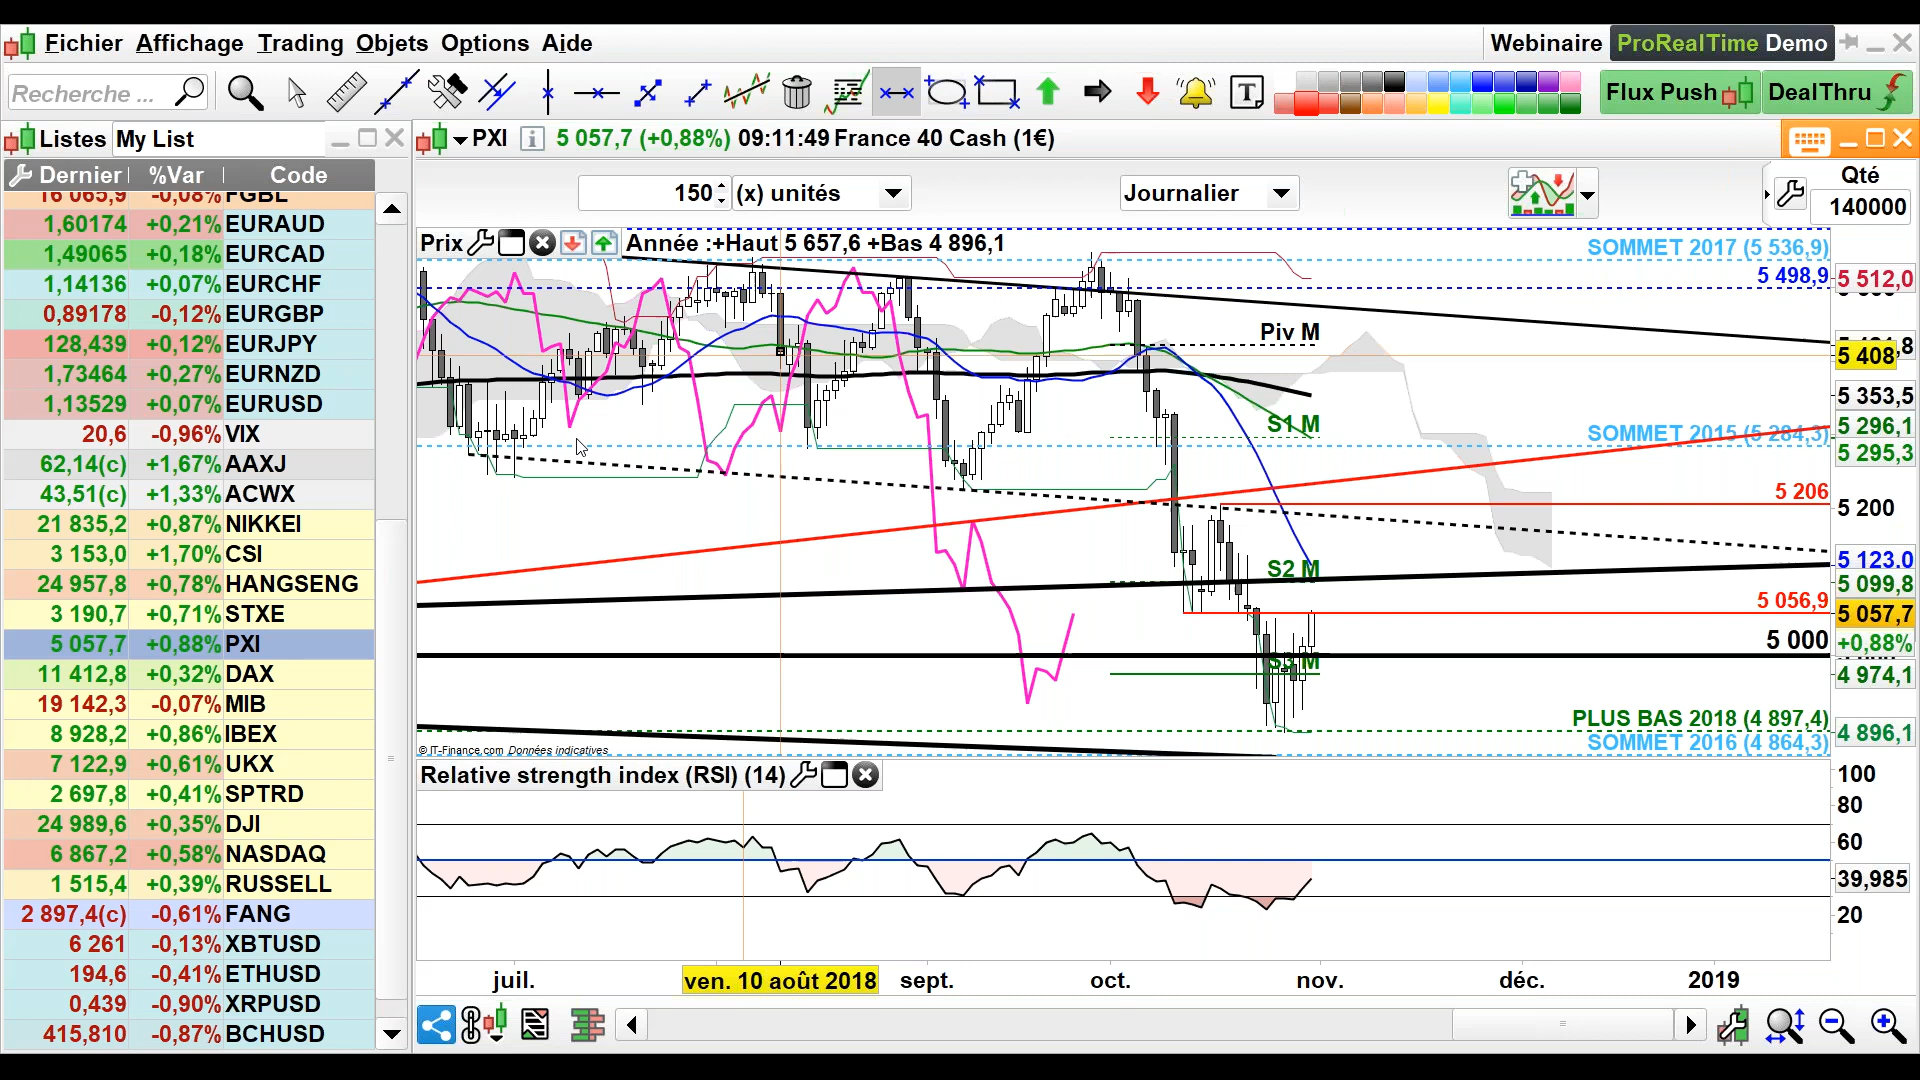 Fichier Affichage Trading Objets Options Aide
Webinaire ProRealTime Demo
Recherche ...
T
Flux Push DealThru
Listes My List
PXI i 5 057,7 (+0,88%) 09:11:49 France 40 Cash (1€)
Dernier %Var Code
150 (x) unités
Journalier
Qté
140000
16 065,9 -0,08% FGBL
1,60174 +0,21% EURAUD
1,49065 +0,18% EURCAD
1,14136 +0,07% EURCHF
0,89178 -0,12% EURGBP
128,439 +0,12% EURJPY
1,73464 +0,27% EURNZD
1,13529 +0,07% EURUSD
20,6 -0,96% VIX
62,14(c) +1,67% AAXJ
43,51(c) +1,33% ACWX
21 835,2 +0,87% NIKKEI
3 153,0 +1,70% CSI
24 957,8 +0,78% HANGSENG
3 190,7 +0,71% STXE
5 057,7 +0,88% PXI
11 412,8 +0,32% DAX
19 142,3 -0,07% MIB
8 928,2 +0,86% IBEX
7 122,9 +0,61% UKX
2 697,8 +0,41% SPTRD
24 989,6 +0,35% DJI
6 867,2 +0,58% NASDAQ
1 515,4 +0,39% RUSSELL
2 897,4(c) -0,61% FANG
6 261 -0,13% XBTUSD
194,6 -0,41% ETHUSD
0,439 -0,90% XRPUSD
415,810 -0,87% BCHUSD
Prix Année :+Haut 5 657,6 +Bas 4 896,1
SOMMET 2017 (5 536,9)
5 498,9
5 512,0
Piv M
5 408
5 353,5
S1 M
5 296,1
SOMMET 2015 (5 284,3)
5 295,3
5 206
5 200
S2 M
5 123,0
5 099,8
5 056,9
5 057,7
5 000
+0,88%
S3 M
4 974,1
PLUS BAS 2018 (4 897,4)
4 896,1
SOMMET 2016 (4 864,3)
© IT-Finance.com Données indicatives
Relative strength index (RSI) (14)
100
80
60
39,985
20
juil. ven. 10 août 2018 sept. oct. nov. déc. 2019